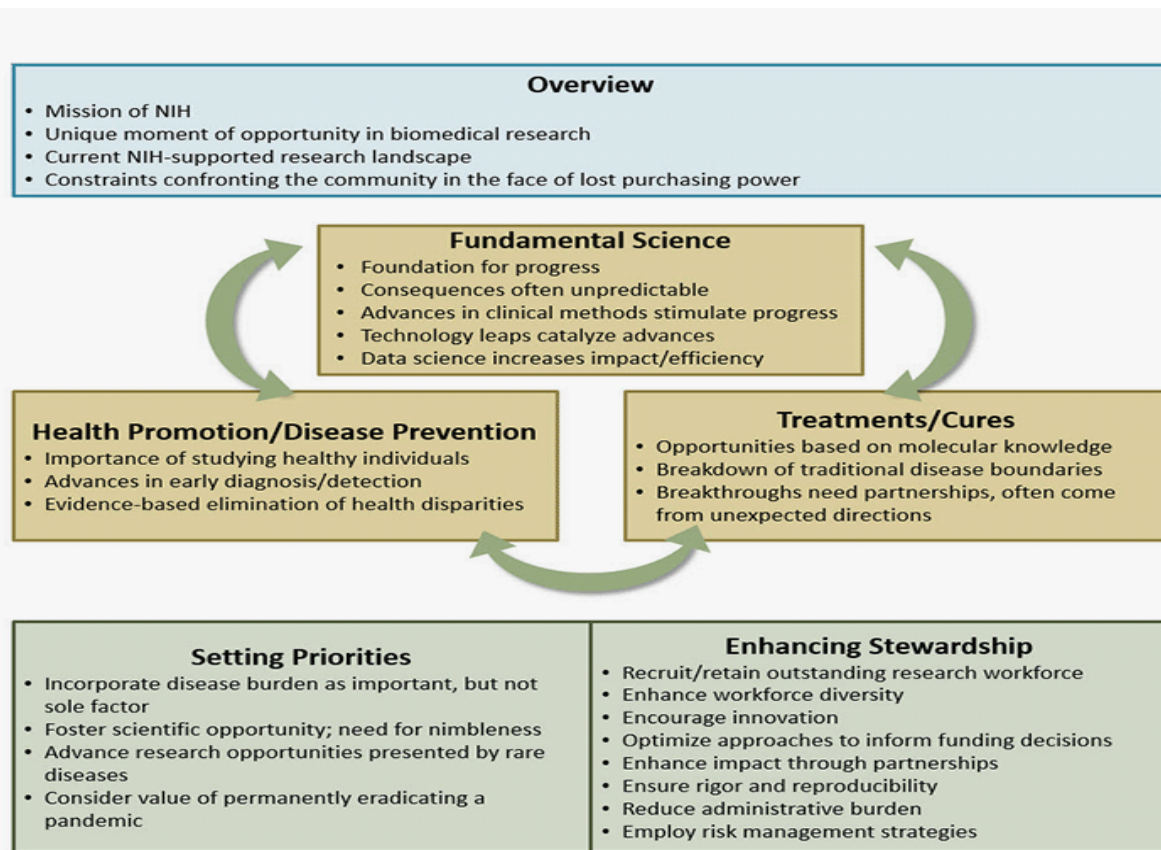 Overview
• Mission of NIH
• Unique moment of opportunity in biomedical research
• Current NIH-supported research landscape
• Constraints confronting the community in the face of lost purchasing power
Fundamental Science
• Foundation for progress
• Consequences often unpredictable
• Advances in clinical methods stimulate progress
• Technology leaps catalyze advances
• Data science increases impact/efficiency
Health Promotion/Disease Prevention
• Importance of studying healthy individuals
• Advances in early diagnosis/detection
• Evidence-based elimination of health disparities
Treatments/Cures
• Opportunities based on molecular knowledge
• Breakdown of traditional disease boundaries
• Breakthroughs need partnerships, often come
from unexpected directions
Setting Priorities
• Incorporate disease burden as important, but not
sole factor
• Foster scientific opportunity; need for nimbleness
• Advance research opportunities presented by rare
diseases
• Consider value of permanently eradicating a
pandemic
Enhancing Stewardship
• Recruit/retain outstanding research workforce
• Enhance workforce diversity
• Encourage innovation
• Optimize approaches to inform funding decisions
• Enhance impact through partnerships
• Ensure rigor and reproducibility
• Reduce administrative burden
• Employ risk management strategies